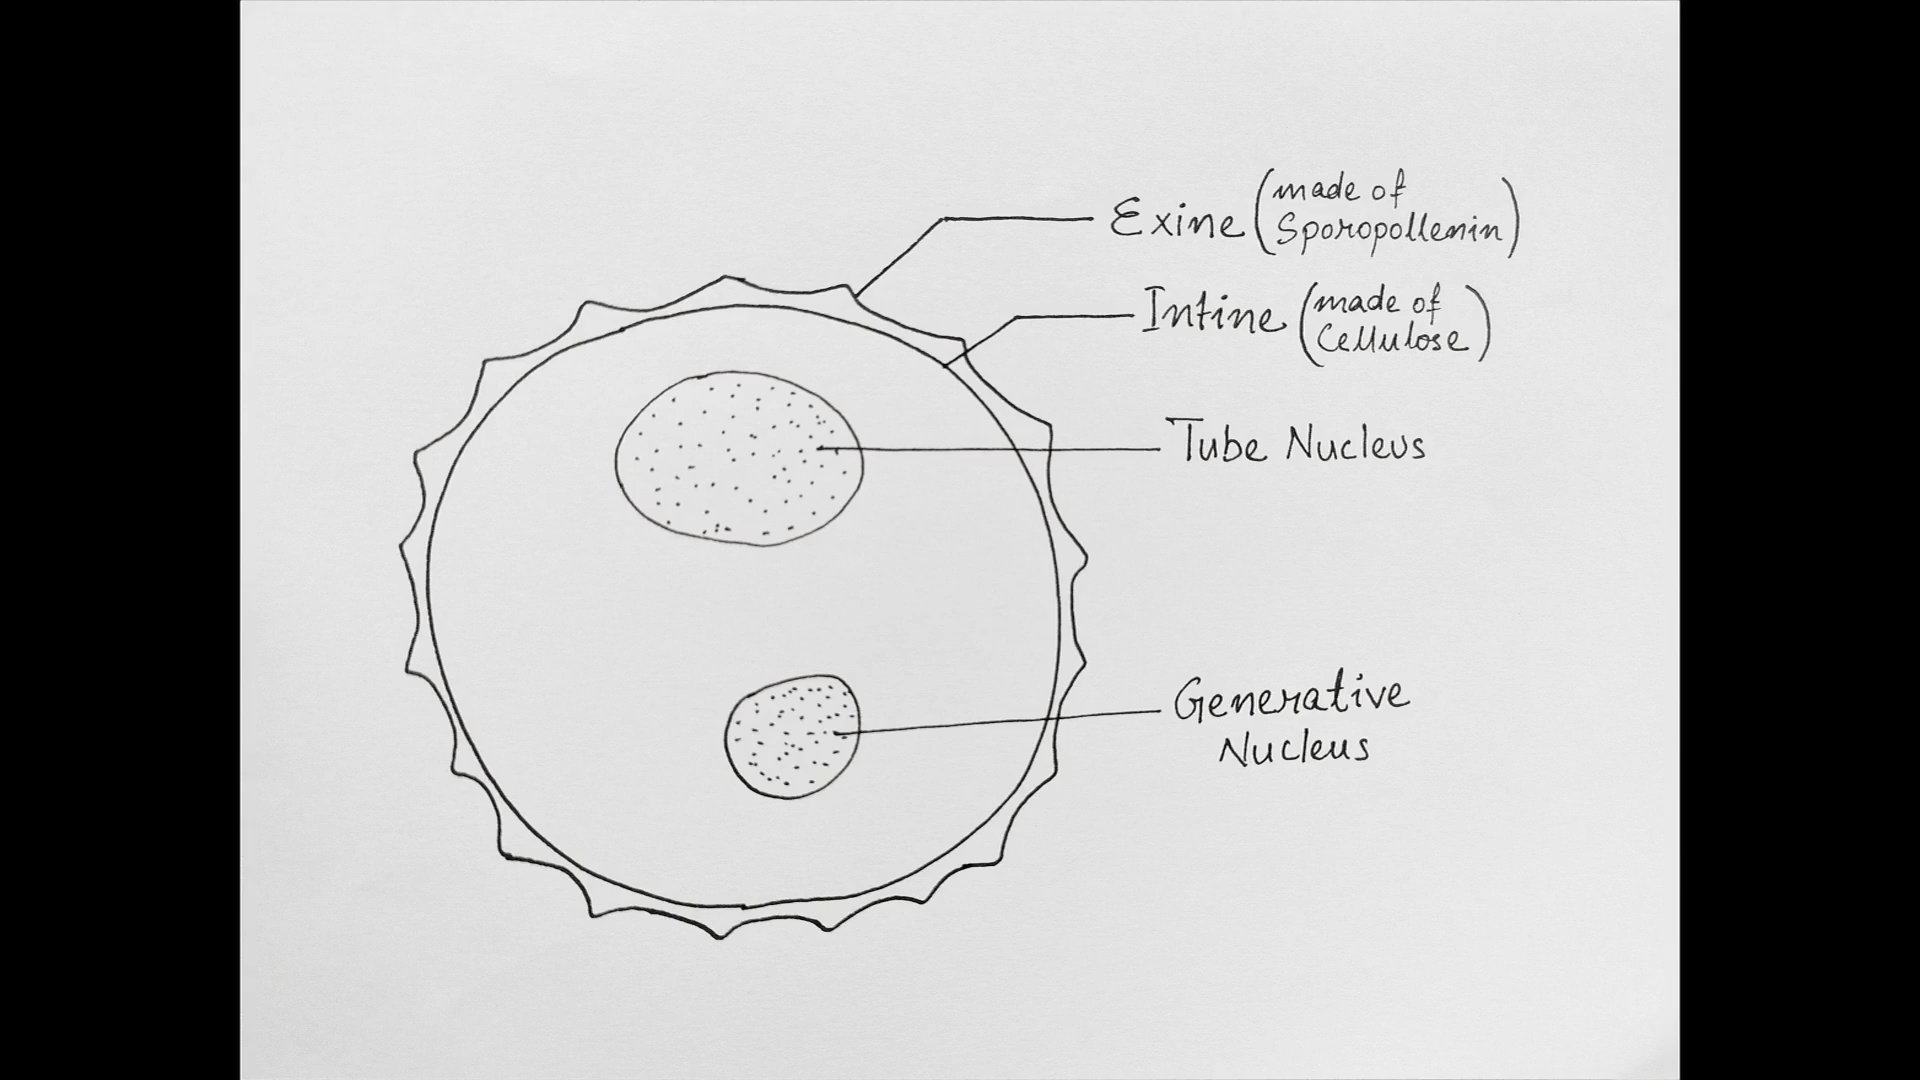 Exine (made of
Sporopollenin)
Intine (made of
Cellulose)
Tube Nucleus
Generative
Nucleus